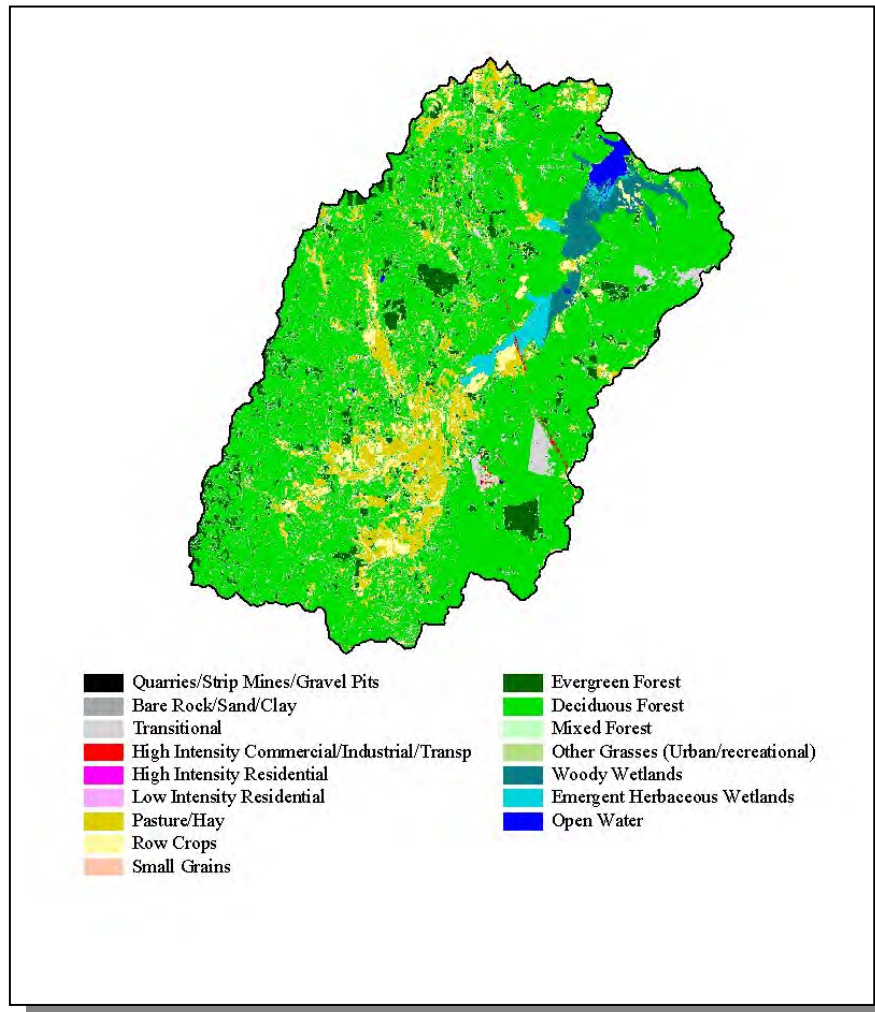 Quarries/Strip Mines/Gravel Pits
Bare Rock/Sand/Clay
Transitional
High Intensity Commercial/Industrial/Transp
High Intensity Residential
Low Intensity Residential
Pasture/Hay
Row Crops
Small Grains
Evergreen Forest
Deciduous Forest
Mixed Forest
Other Grasses (Urban/recreational)
Woody Wetlands
Emergent Herbaceous Wetlands
Open Water